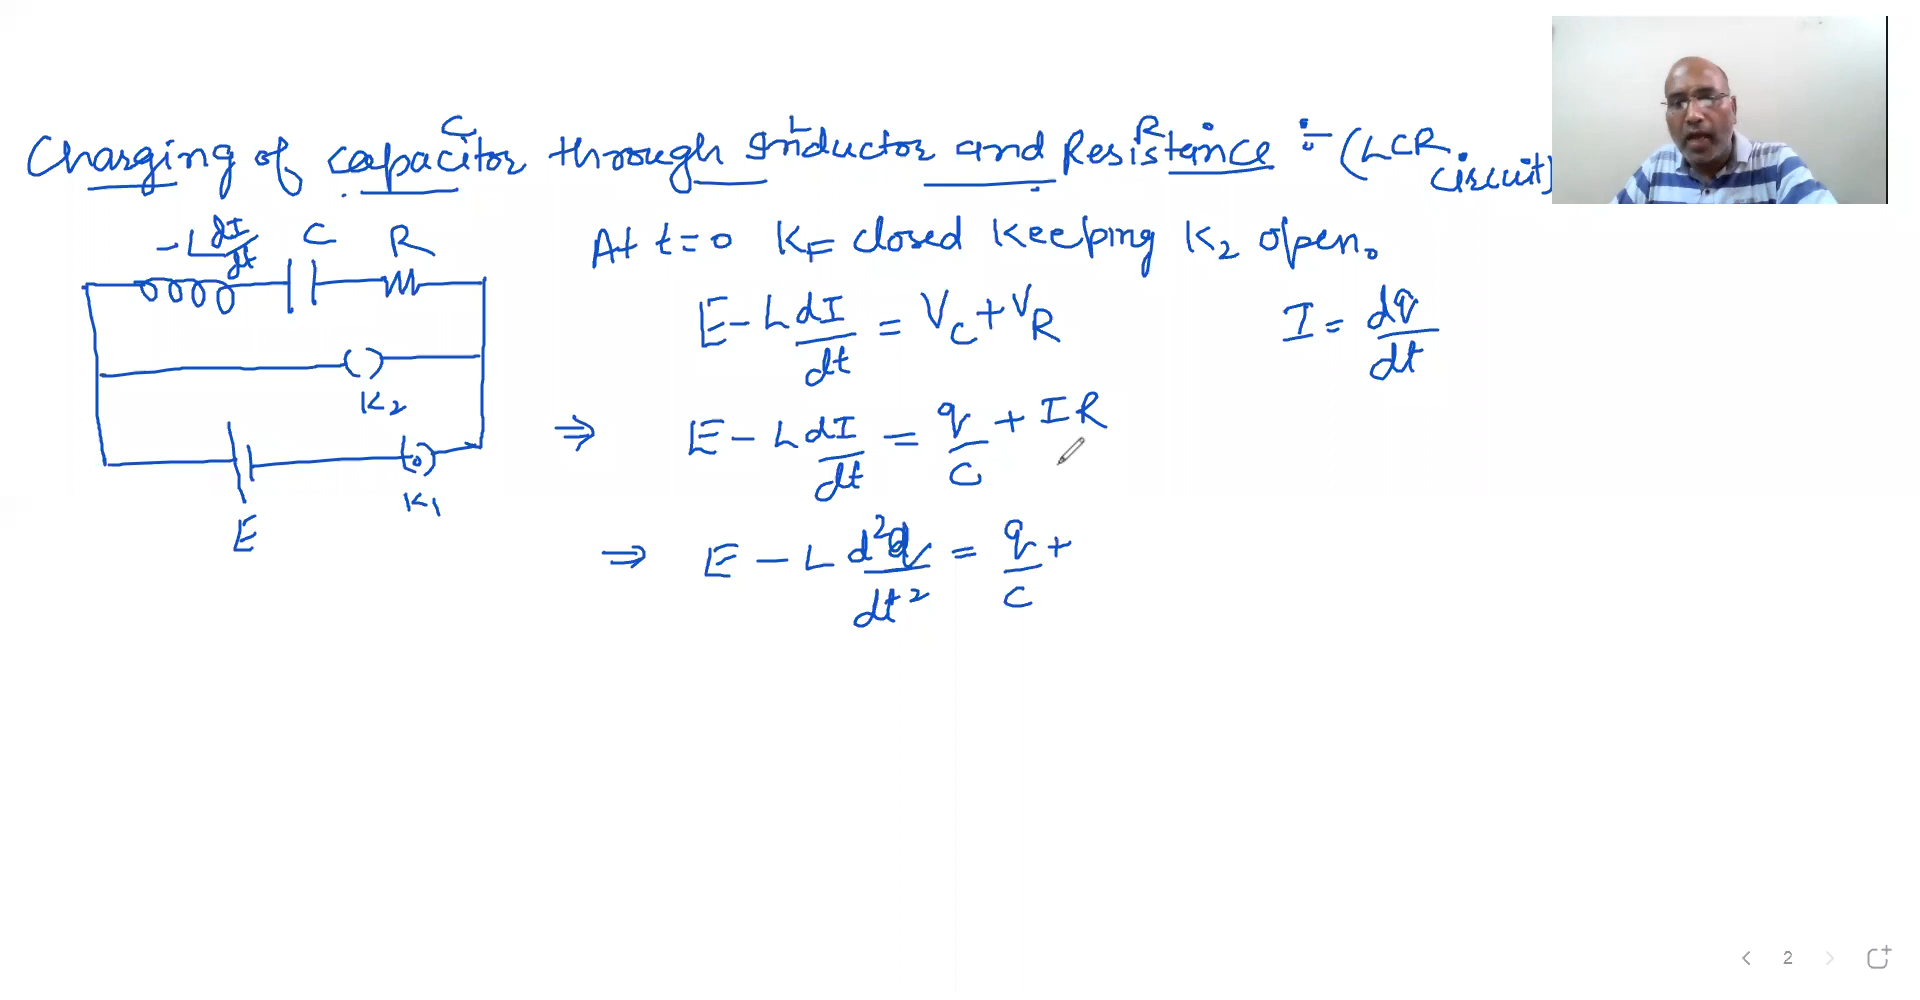 Charging of capacitor through Inductor and Resistance :- (LCR circuit)
C L R
-L dI/dt C R
K2
K1
E
At t=0 K1 closed keeping K2 open.
E - L dI/dt = VC + VR
I = dq/dt
⇒ E - L dI/dt = q/C + IR
⇒ E - L d²q/dt² = q/C +
< 2 >